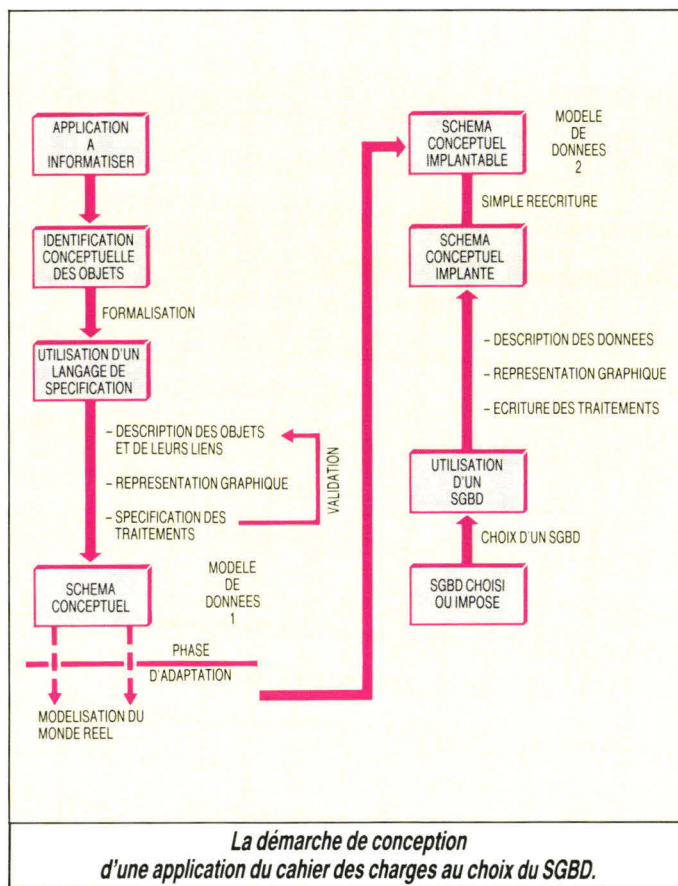 APPLICATION
A
INFORMATISER
IDENTIFICATION
CONCEPTUELLE
DES OBJETS
FORMALISATION
UTILISATION D'UN
LANGAGE DE
SPECIFICATION
– DESCRIPTION DES OBJETS
ET DE LEURS LIENS
– REPRESENTATION GRAPHIQUE
– SPECIFICATION DES
TRAITEMENTS
VALIDATION
SCHEMA
CONCEPTUEL
MODELE
DE
DONNEES
1
PHASE
D'ADAPTATION
MODELISATION DU
MONDE REEL
SCHEMA
CONCEPTUEL
IMPLANTABLE
MODELE
DE
DONNEES
2
SIMPLE REECRITURE
SCHEMA
CONCEPTUEL
IMPLANTE
– DESCRIPTION DES DONNEES
– REPRESENTATION GRAPHIQUE
– ECRITURE DES TRAITEMENTS
UTILISATION
D'UN
SGBD
CHOIX D'UN SGBD
SGBD CHOISI
OU IMPOSE
La démarche de conception
d'une application du cahier des charges au choix du SGBD.